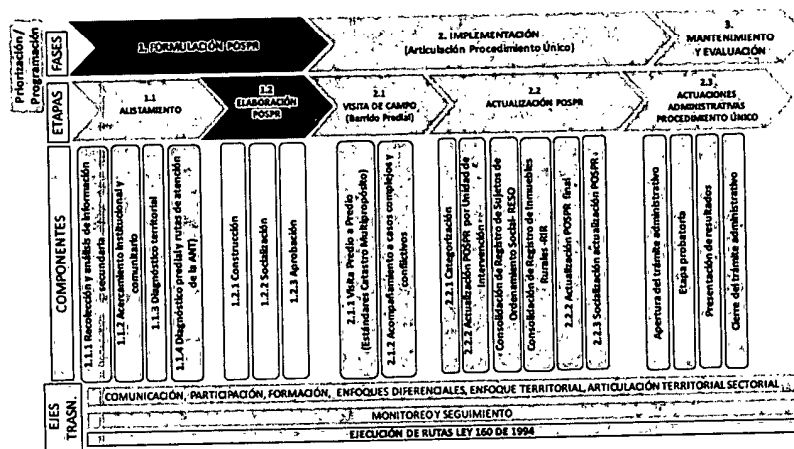 Priorización/
Programación
FASES
1. FORMULACIÓN POSPR
2. IMPLEMENTACIÓN
(Articulación Procedimiento Único)
3.
MANTENIMIENTO
Y EVALUACIÓN
ETAPAS
1.1
ALISTAMIENTO
1.2
ELABORACIÓN
POSPR
2.1
VISITA DE CAMPO
(Barrido Predial)
2.2
ACTUALIZACIÓN POSPR
2.3
ACTUACIONES
ADMINISTRATIVAS
PROCEDIMIENTO ÚNICO
COMPONENTES
1.1.1 Recolección y análisis de información
secundaria
1.1.2 Acercamiento institucional y
comunitario
1.1.3 Diagnóstico territorial
1.1.4 Diagnóstico predial y rutas de atención
de la ANT)
1.2.1 Construcción
1.2.2 Socialización
1.2.3 Aprobación
2.1.1 Visita Predio a Predio
(Estándares Catastro Multipropósito)
2.1.2 Acompañamiento a casos complejos y
conflictivos
2.2.1 Categorización
2.2.2 Actualización POSPR por Unidad de
Intervención
Consolidación de Registro de Sujetos de
Ordenamiento Social- RESO
Consolidación de Registro de Inmuebles
Rurales -RIR
2.2.2 Actualización POSPR final
2.2.3 Socialización actualización POSPR
Apertura del trámite administrativo
Etapa probatoria
Presentación de resultados
Cierre del trámite administrativo
EJES
TRASN.
COMUNICACIÓN, PARTICIPACIÓN, FORMACIÓN, ENFOQUES DIFERENCIALES, ENFOQUE TERRITORIAL, ARTICULACIÓN TERRITORIAL SECTORIAL
MONITOREO Y SEGUIMIENTO
EJECUCIÓN DE RUTAS LEY 160 DE 1994